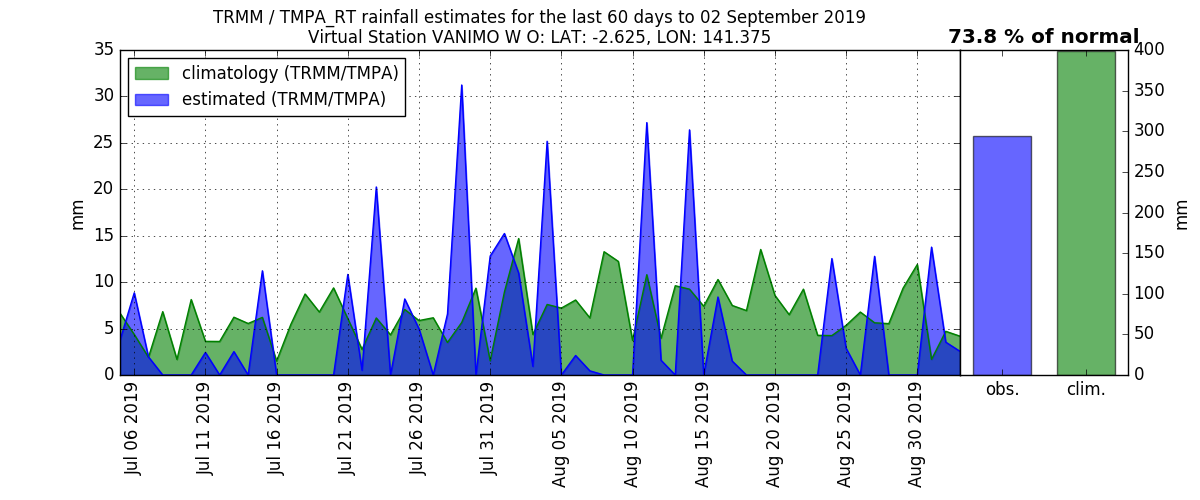 TRMM / TMPA_RT rainfall estimates for the last 60 days to 02 September 2019
Virtual Station VANIMO W O: LAT: -2.625, LON: 141.375
73.8 % of normal
climatology (TRMM/TMPA)
estimated (TRMM/TMPA)
mm
35
30
25
20
15
10
5
0
Jul 06 2019
Jul 11 2019
Jul 16 2019
Jul 21 2019
Jul 26 2019
Jul 31 2019
Aug 05 2019
Aug 10 2019
Aug 15 2019
Aug 20 2019
Aug 25 2019
Aug 30 2019
obs.
clim.
400
350
300
250
200
150
100
50
0
mm